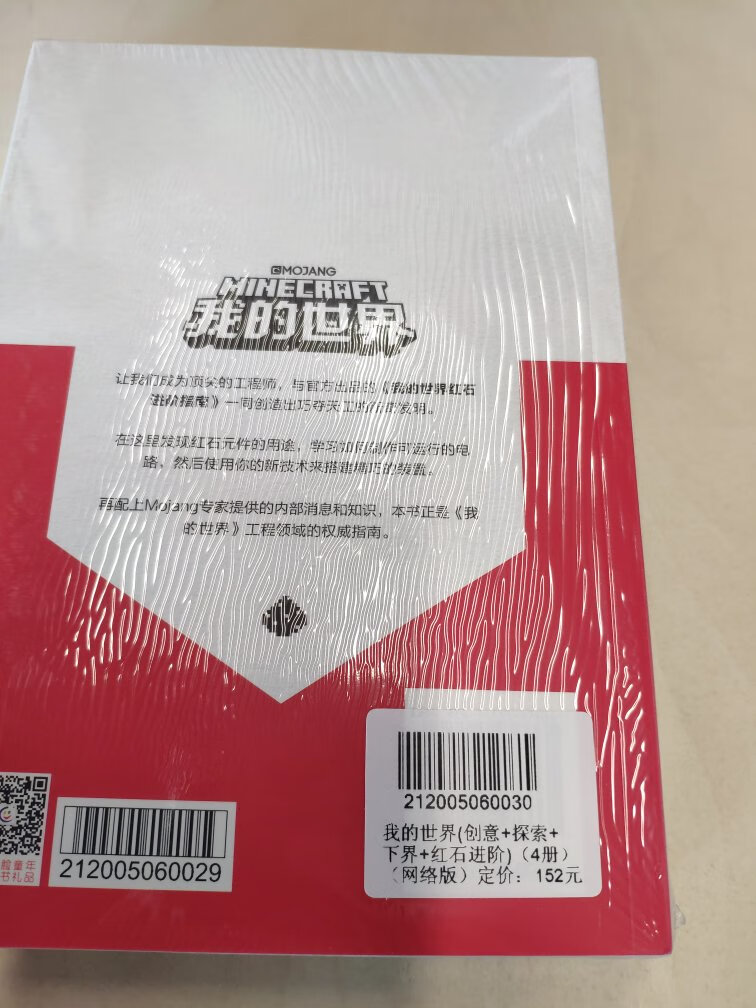 MOJANG
MINECRAFT
我的世界
让我们成为顶尖的工程师，与官方出品的《我的世界红石
进阶指南》一同创造出巧夺天工的新奇发明。
在这里发现红石元件的用途，学习如何制作可运行的电
路，然后使用你的新技术来搭建精巧的装置。
再配上Mojang专家提供的内部消息和知识，本书正是《我
的世界》工程领域的权威指南。
212005060030
我的世界(创意+探索+
下界+红石进阶)（4册）
（网络版）定价：152元
脸童年
书礼品
212005060029